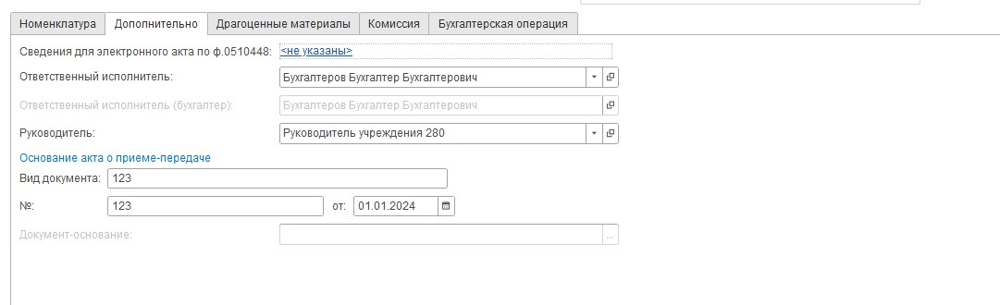 Номенклатура Дополнительно Драгоценные материалы Комиссия Бухгалтерская операция
Сведения для электронного акта по ф.0510448: <не указаны>
Ответственный исполнитель: Бухгалтеров Бухгалтер Бухгалтерович
Ответственный исполнитель (бухгалтер): Бухгалтеров Бухгалтер Бухгалтерович
Руководитель: Руководитель учреждения 280
Основание акта о приеме-передаче
Вид документа: 123
№: 123 от: 01.01.2024
Документ-основание: ...